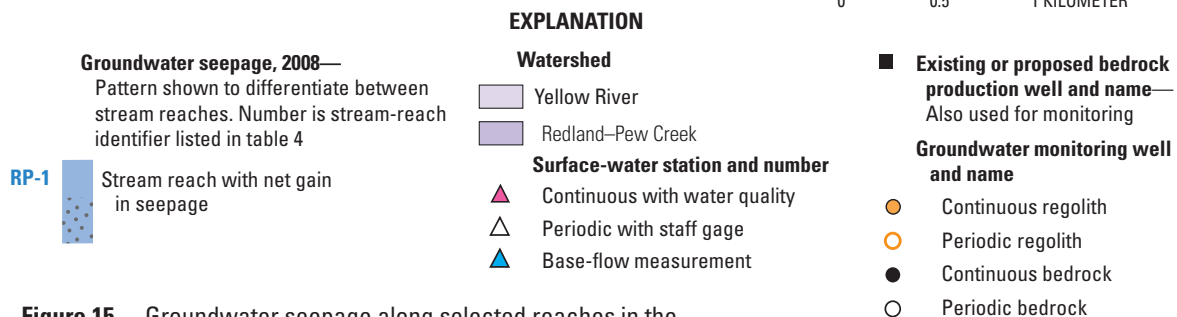 0 0.5 1 KILOMETER
EXPLANATION
Groundwater seepage, 2008—
Pattern shown to differentiate between
stream reaches. Number is stream-reach
identifier listed in table 4
RP-1
Stream reach with net gain
in seepage
Watershed
Yellow River
Redland–Pew Creek
Surface-water station and number
Continuous with water quality
Periodic with staff gage
Base-flow measurement
Existing or proposed bedrock
production well and name—
Also used for monitoring
Groundwater monitoring well
and name
Continuous regolith
Periodic regolith
Continuous bedrock
Periodic bedrock
Figure 15. Groundwater seepage along selected reaches in the